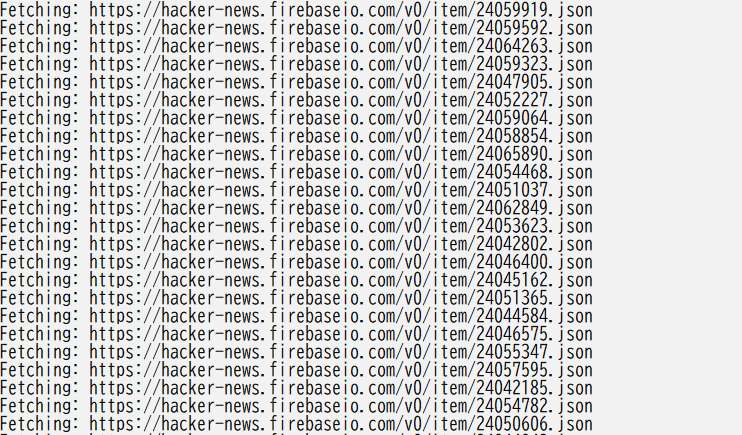 Fetching: https://hacker-news.firebaseio.com/v0/item/24059919.json
Fetching: https://hacker-news.firebaseio.com/v0/item/24059592.json
Fetching: https://hacker-news.firebaseio.com/v0/item/24064263.json
Fetching: https://hacker-news.firebaseio.com/v0/item/24059323.json
Fetching: https://hacker-news.firebaseio.com/v0/item/24047905.json
Fetching: https://hacker-news.firebaseio.com/v0/item/24052227.json
Fetching: https://hacker-news.firebaseio.com/v0/item/24059064.json
Fetching: https://hacker-news.firebaseio.com/v0/item/24058854.json
Fetching: https://hacker-news.firebaseio.com/v0/item/24065890.json
Fetching: https://hacker-news.firebaseio.com/v0/item/24054468.json
Fetching: https://hacker-news.firebaseio.com/v0/item/24051037.json
Fetching: https://hacker-news.firebaseio.com/v0/item/24062849.json
Fetching: https://hacker-news.firebaseio.com/v0/item/24053623.json
Fetching: https://hacker-news.firebaseio.com/v0/item/24042802.json
Fetching: https://hacker-news.firebaseio.com/v0/item/24046400.json
Fetching: https://hacker-news.firebaseio.com/v0/item/24045162.json
Fetching: https://hacker-news.firebaseio.com/v0/item/24051365.json
Fetching: https://hacker-news.firebaseio.com/v0/item/24044584.json
Fetching: https://hacker-news.firebaseio.com/v0/item/24046575.json
Fetching: https://hacker-news.firebaseio.com/v0/item/24055347.json
Fetching: https://hacker-news.firebaseio.com/v0/item/24057595.json
Fetching: https://hacker-news.firebaseio.com/v0/item/24042185.json
Fetching: https://hacker-news.firebaseio.com/v0/item/24054782.json
Fetching: https://hacker-news.firebaseio.com/v0/item/24050606.json